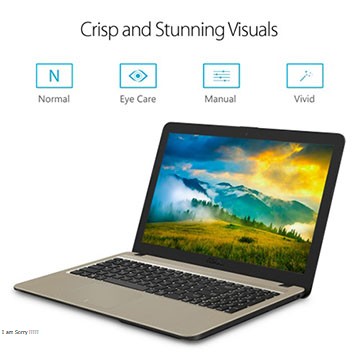 Crisp and Stunning Visuals
N
Normal
Eye Care
Manual
Vivid
I am Sorry !!!!!